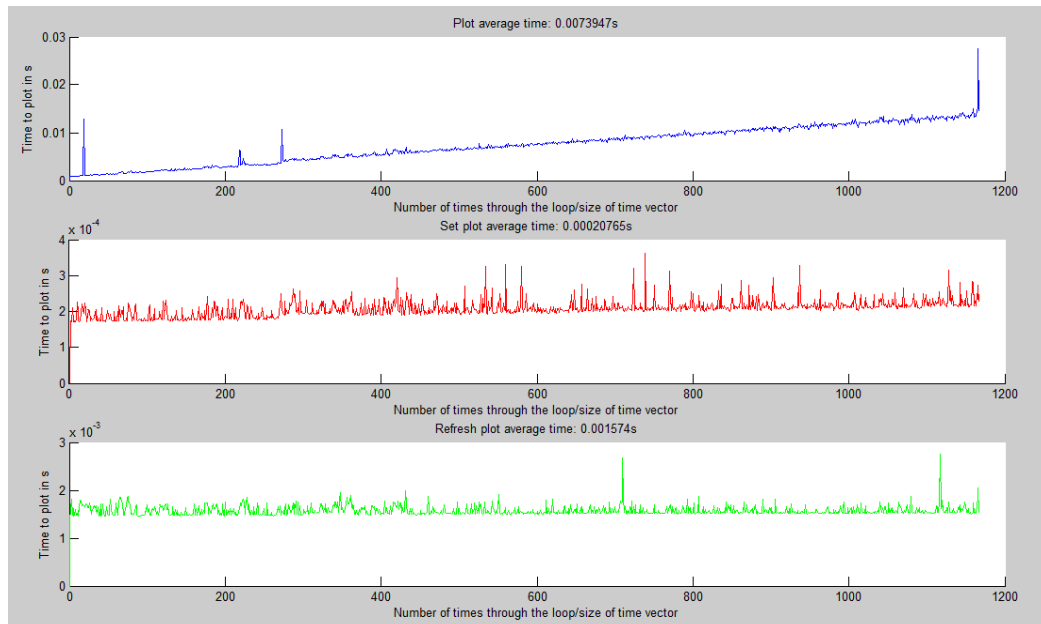 Plot average time: 0.0073947s
0.03
0.02
0.01
0
Time to plot in s
0 200 400 600 800 1000 1200
Number of times through the loop/size of time vector
Set plot average time: 0.00020765s
x 10^-4
4
3
2
1
0
Time to plot in s
0 200 400 600 800 1000 1200
Number of times through the loop/size of time vector
Refresh plot average time: 0.001574s
x 10^-3
3
2
1
0
Time to plot in s
0 200 400 600 800 1000 1200
Number of times through the loop/size of time vector